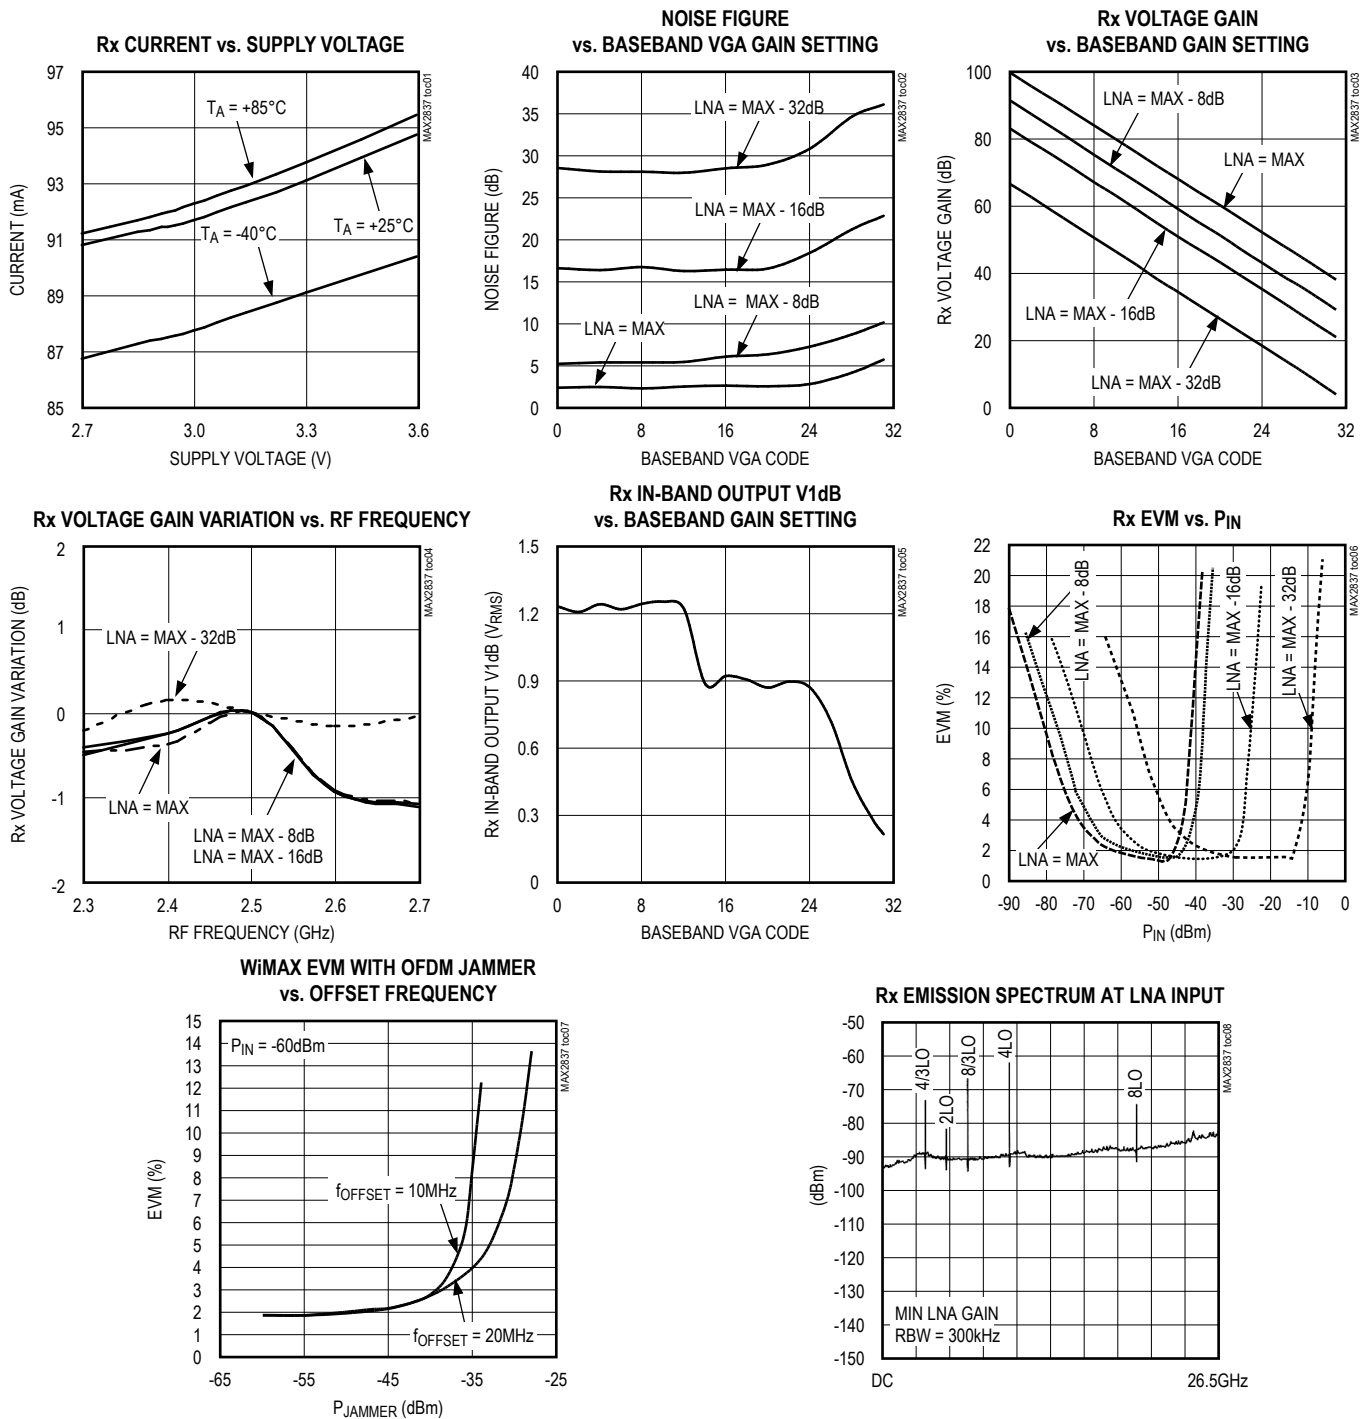 Rx CURRENT vs. SUPPLY VOLTAGE
97
95
93
91
89
87
85
CURRENT (mA)
2.7
3.0
3.3
3.6
SUPPLY VOLTAGE (V)
TA = +85°C
TA = +25°C
TA = -40°C
MAX2837 toc01
NOISE FIGURE
vs. BASEBAND VGA GAIN SETTING
40
35
30
25
20
15
10
5
0
NOISE FIGURE (dB)
0
8
16
24
32
BASEBAND VGA CODE
LNA = MAX - 32dB
LNA = MAX - 16dB
LNA = MAX - 8dB
LNA = MAX
MAX2837 toc02
Rx VOLTAGE GAIN
vs. BASEBAND GAIN SETTING
100
80
60
40
20
0
Rx VOLTAGE GAIN (dB)
0
8
16
24
32
BASEBAND VGA CODE
LNA = MAX - 8dB
LNA = MAX
LNA = MAX - 16dB
LNA = MAX - 32dB
MAX2837 toc03
Rx VOLTAGE GAIN VARIATION vs. RF FREQUENCY
2
1
0
-1
-2
Rx VOLTAGE GAIN VARIATION (dB)
2.3
2.4
2.5
2.6
2.7
RF FREQUENCY (GHz)
LNA = MAX - 32dB
LNA = MAX
LNA = MAX - 8dB
LNA = MAX - 16dB
MAX2837 toc04
Rx IN-BAND OUTPUT V1dB
vs. BASEBAND GAIN SETTING
1.5
1.2
0.9
0.6
0.3
0
Rx IN-BAND OUTPUT V1dB (VRMS)
0
8
16
24
32
BASEBAND VGA CODE
MAX2837 toc05
Rx EVM vs. PIN
22
20
18
16
14
12
10
8
6
4
2
0
EVM (%)
-90
-80
-70
-60
-50
-40
-30
-20
-10
0
PIN (dBm)
LNA = MAX - 8dB
LNA = MAX -16dB
LNA = MAX - 32dB
LNA = MAX
MAX2837 toc06
WiMAX EVM WITH OFDM JAMMER
vs. OFFSET FREQUENCY
15
14
13
12
11
10
9
8
7
6
5
4
3
2
1
0
EVM (%)
-65
-55
-45
-35
-25
PJAMMER (dBm)
PIN = -60dBm
fOFFSET = 10MHz
fOFFSET = 20MHz
MAX2837 toc07
Rx EMISSION SPECTRUM AT LNA INPUT
-50
-60
-70
-80
-90
-100
-110
-120
-130
-140
-150
(dBm)
DC
26.5GHz
4/3LO
2LO
8/3LO
4LO
8LO
MIN LNA GAIN
RBW = 300kHz
MAX2837 toc08